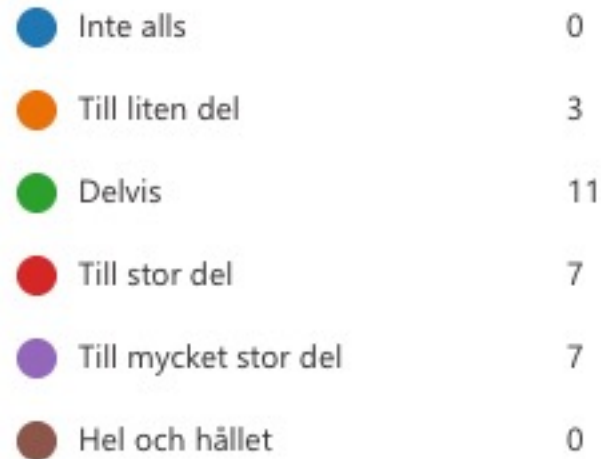 Inte alls 0
Till liten del 3
Delvis 11
Till stor del 7
Till mycket stor del 7
Hel och hållet 0